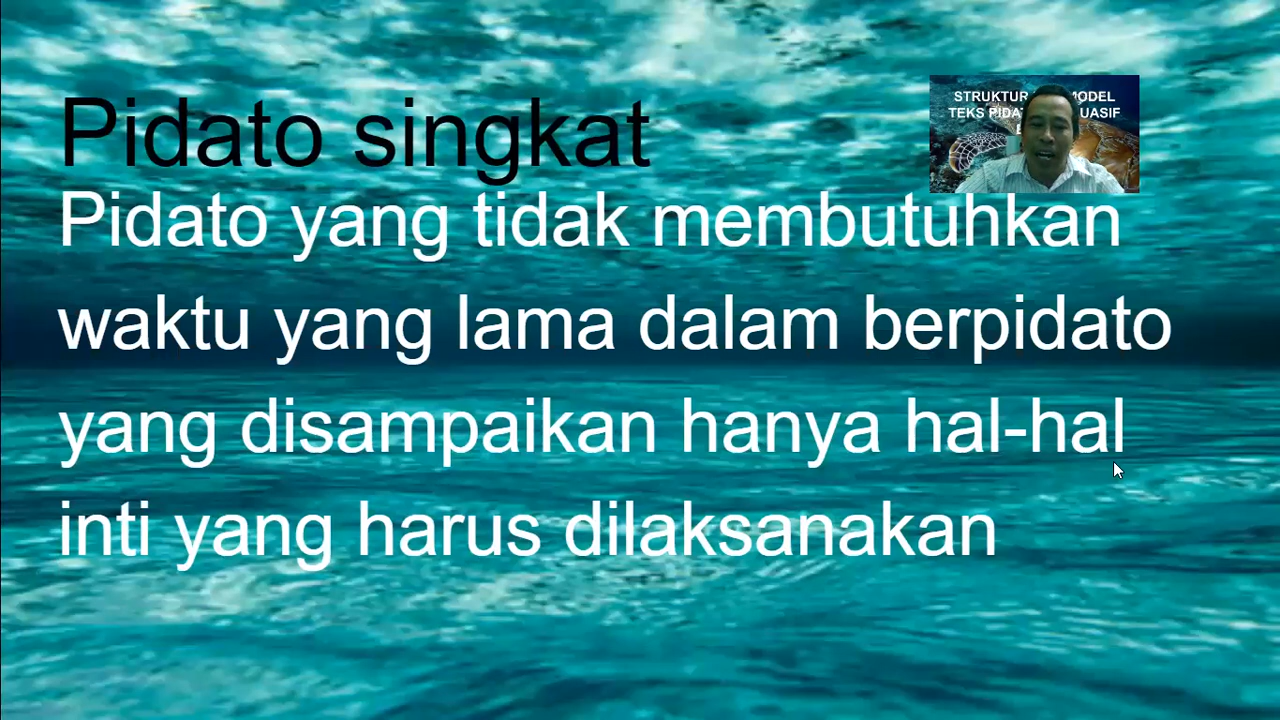 Pidato singkat
STRUKTUR MODEL
TEKS UASIF
Pidato yang tidak membutuhkan
waktu yang lama dalam berpidato
yang disampaikan hanya hal-hal
inti yang harus dilaksanakan